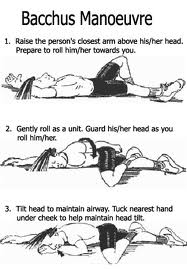 Bacchus Manoeuvre
1. Raise the person's closest arm above his/her head.
Prepare to roll him/her towards you.
2. Gently roll as a unit. Guard his/her head as you
roll him/her.
3. Tilt head to maintain airway. Tuck nearest hand
under cheek to help maintain head tilt.